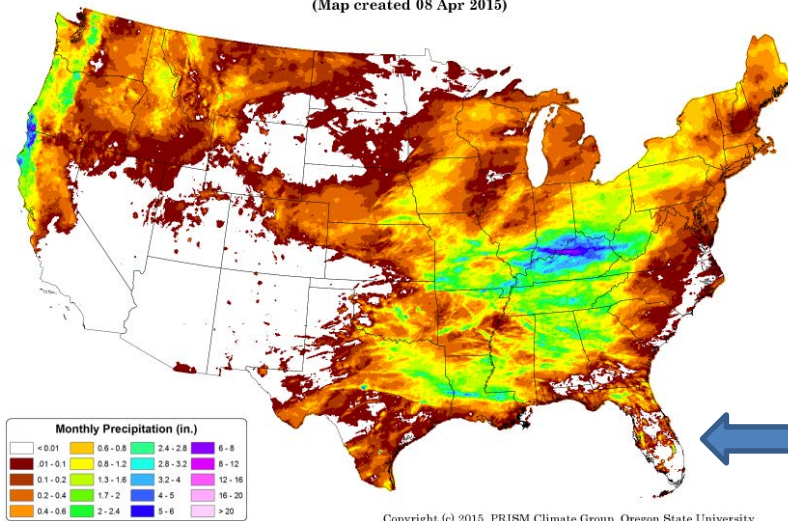 (Map created 08 Apr 2015)
Monthly Precipitation (in.)
< 0.01
.01 - 0.1
0.1 - 0.2
0.2 - 0.4
0.4 - 0.6
0.6 - 0.8
0.8 - 1.2
1.3 - 1.6
1.7 - 2
2 - 2.4
2.4 - 2.8
2.8 - 3.2
3.2 - 4
4 - 5
5 - 6
6 - 8
8 - 12
12 - 16
16 - 20
> 20
Copyright (c) 2015, PRISM Climate Group, Oregon State University